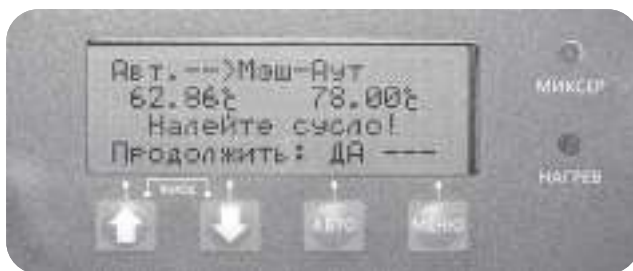 Авт.-->Мэш-Аут
62.86℃ 78.00℃
Налейте сусло!
Продолжить: ДА ---
МИКСЕР
НАГРЕВ
АВТО
МЕНЮ